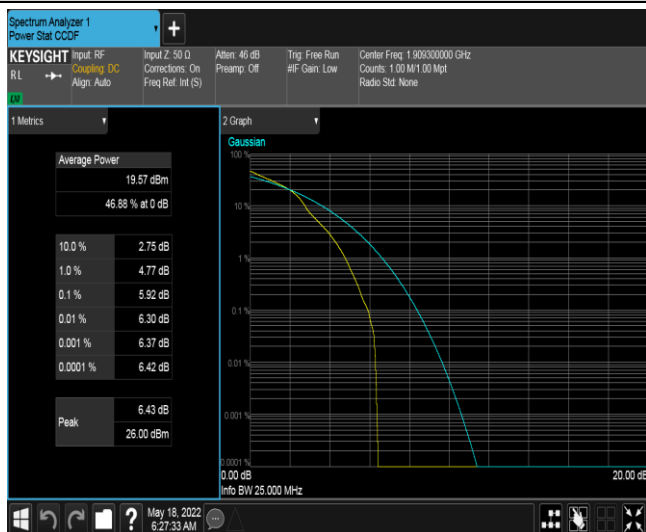 Spectrum Analyzer 1
Power Stat CCDF
+
KEYSIGHT
RL
LXI
Input: RF
Coupling: DC
Align: Auto
Input Z: 50 Ω
Corrections: On
Freq Ref: Int (S)
Atten: 46 dB
Preamp: Off
Trig: Free Run
#IF Gain: Low
Center Freq: 1.909300000 GHz
Counts: 1.00 M/1.00 Mpt
Radio Std: None
1 Metrics
Average Power
19.57 dBm
46.88 % at 0 dB
10.0 % 2.75 dB
1.0 % 4.77 dB
0.1 % 5.92 dB
0.01 % 6.30 dB
0.001 % 6.37 dB
0.0001 % 6.42 dB
Peak
6.43 dB
26.00 dBm
2 Graph
Gaussian
100 %
10 %
1 %
0.1 %
0.01 %
0.001 %
0.0001 %
0.00 dB
20.00 dB
Info BW 25.000 MHz
?
May 18, 2022
6:27:33 AM